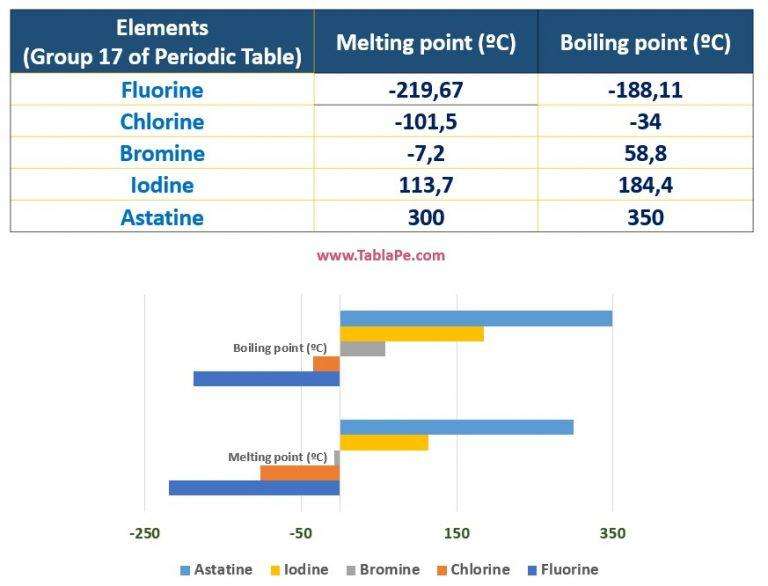 Elements
(Group 17 of Periodic Table) Melting point (ºC) Boiling point (ºC)
Fluorine -219,67 -188,11
Chlorine -101,5 -34
Bromine -7,2 58,8
Iodine 113,7 184,4
Astatine 300 350
www.TablaPe.com
Boiling point (ºC)
Melting point (ºC)
-250 -50 150 350
Astatine Iodine Bromine Chlorine Fluorine